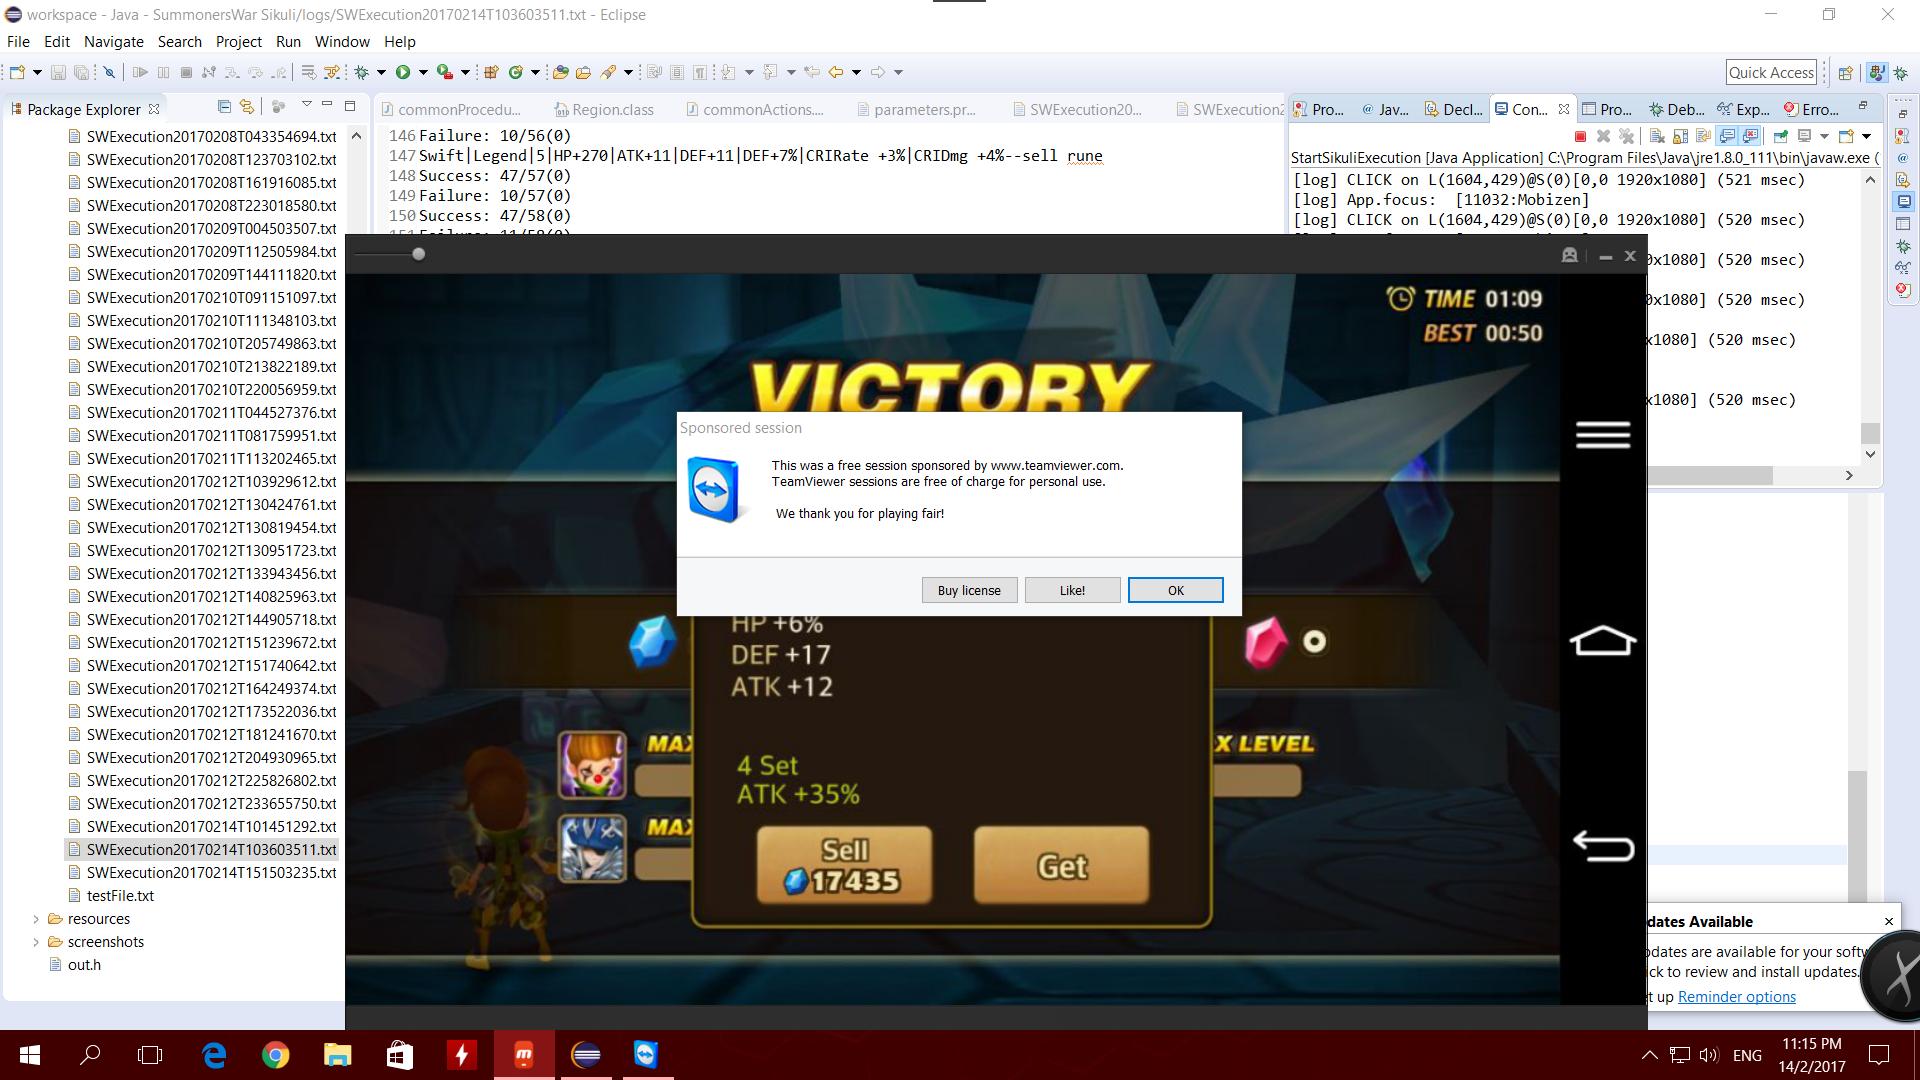 workspace - Java - SummonersWar Sikuli/logs/SWExecution20170214T103603511.txt - Eclipse
File Edit Navigate Search Project Run Window Help
Quick Access
Package Explorer
SWExecution20170208T043354694.txt
SWExecution20170208T123703102.txt
SWExecution20170208T161916085.txt
SWExecution20170208T223018580.txt
SWExecution20170209T004503507.txt
SWExecution20170209T112505984.txt
SWExecution20170209T144111820.txt
SWExecution20170210T091151097.txt
SWExecution20170210T111348103.txt
SWExecution20170210T205749863.txt
SWExecution20170210T213822189.txt
SWExecution20170210T220056959.txt
SWExecution20170211T044527376.txt
SWExecution20170211T081759951.txt
SWExecution20170211T113202465.txt
SWExecution20170212T103929612.txt
SWExecution20170212T130424761.txt
SWExecution20170212T130819454.txt
SWExecution20170212T130951723.txt
SWExecution20170212T133943456.txt
SWExecution20170212T140825963.txt
SWExecution20170212T144905718.txt
SWExecution20170212T151239672.txt
SWExecution20170212T151740642.txt
SWExecution20170212T164249374.txt
SWExecution20170212T173522036.txt
SWExecution20170212T181241670.txt
SWExecution20170212T204930965.txt
SWExecution20170212T225826802.txt
SWExecution20170212T233655750.txt
SWExecution20170214T101451292.txt
SWExecution20170214T103603511.txt
SWExecution20170214T151503235.txt
testFile.txt
resources
screenshots
out.h
commonProcedu... Region.class commonActions.... parameters.pr... SWExecution20... SWExecution2
146 Failure: 10/56(0)
147 Swift|Legend|5|HP+270|ATK+11|DEF+11|DEF+7%|CRIRate +3%|CRIDmg +4%--sell rune
148 Success: 47/57(0)
149 Failure: 10/57(0)
150 Success: 47/58(0)
151 Failure: 11/58(0)
Pro... Jav... Decl... Con... Pro... Deb... Exp... Erro...
StartSikuliExecution [Java Application] C:\Program Files\Java\jre1.8.0_111\bin\javaw.exe (
[log] CLICK on L(1604,429)@S(0)[0,0 1920x1080] (521 msec)
[log] App.focus: [11032:Mobizen]
[log] CLICK on L(1604,429)@S(0)[0,0 1920x1080] (520 msec)
0x1080] (520 msec)
0x1080] (520 msec)
x1080] (520 msec)
x1080] (520 msec)
TIME 01:09
BEST 00:50
VICTORY
Sponsored session
This was a free session sponsored by www.teamviewer.com.
TeamViewer sessions are free of charge for personal use.
We thank you for playing fair!
Buy license Like! OK
HP +6%
DEF +17
ATK +12
MAX
X LEVEL
4 Set
ATK +35%
MAX
Sell
17435
Get
dates Available
pdates are available for your softw
ick to review and install updates.
et up Reminder options
ENG
11:15 PM
14/2/2017